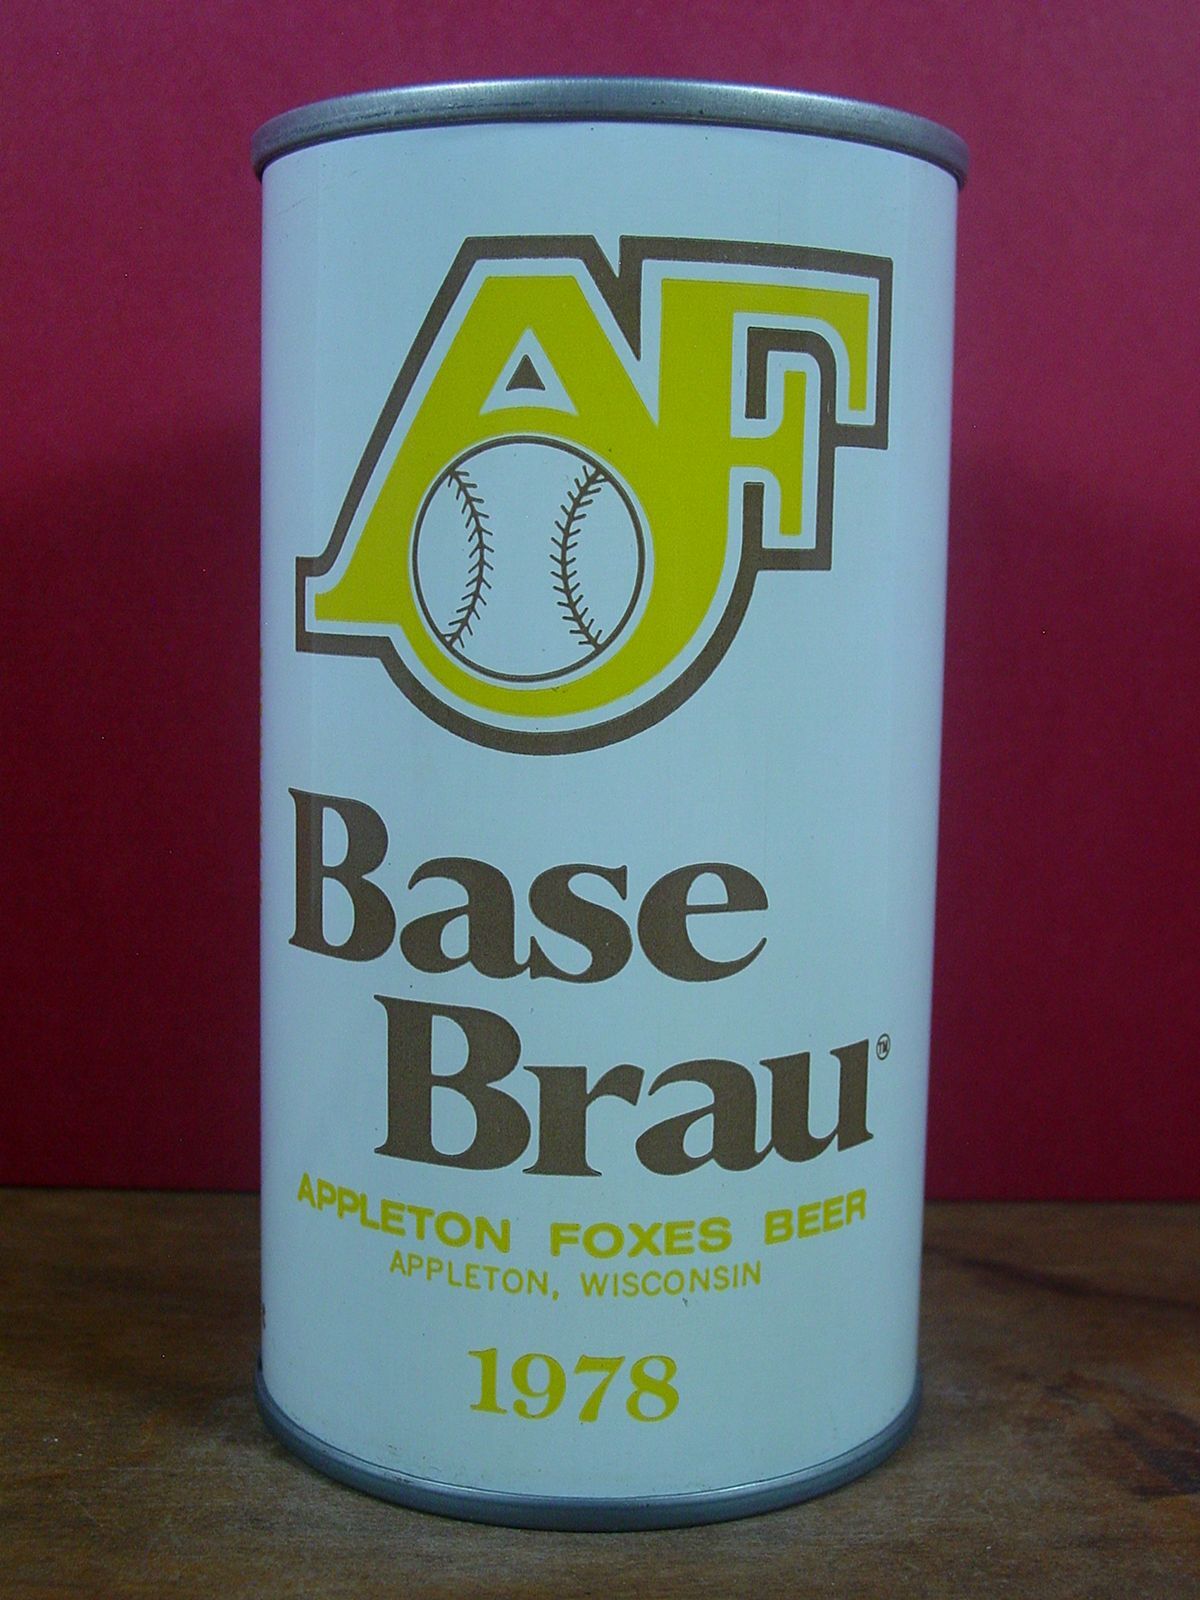 AF
Base
Brau™
APPLETON FOXES BEER
APPLETON, WISCONSIN
1978